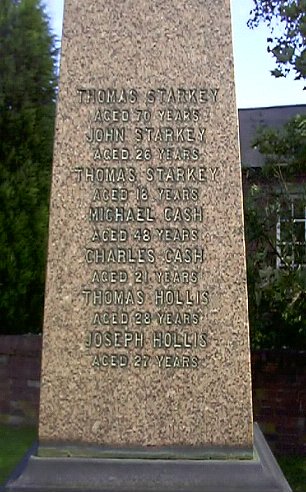 THOMAS STARKEY
AGED 70 YEARS
JOHN STARKEY
AGED 26 YEARS
THOMAS STARKEY
AGED 18 YEARS
MICHAEL CASH
AGED 48 YEARS
CHARLES CASH
AGED 21 YEARS
THOMAS HOLLIS
AGED 28 YEARS
JOSEPH HOLLIS
AGED 27 YEARS